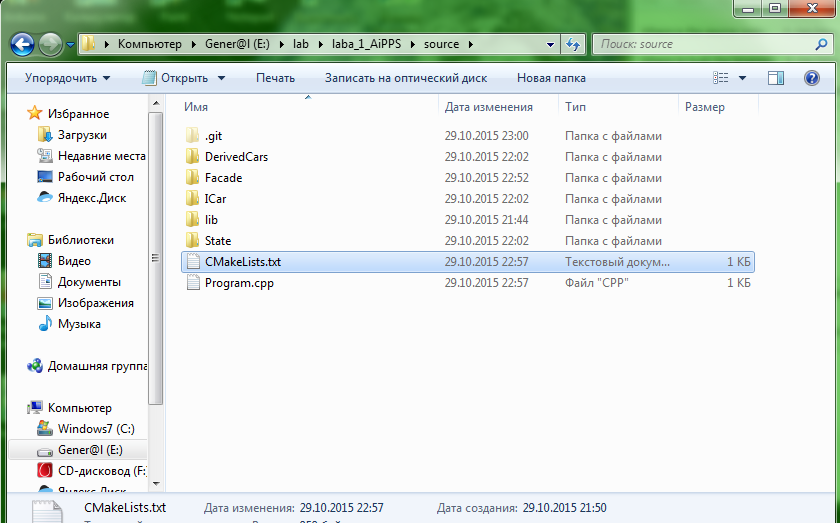 Компьютер Gener@l (E:) lab laba_1_AiPPS source Поиск: source
Упорядочить Открыть Печать Записать на оптический диск Новая папка
Имя Дата изменения Тип Размер
.git 29.10.2015 23:00 Папка с файлами
DerivedCars 29.10.2015 22:02 Папка с файлами
Facade 29.10.2015 22:52 Папка с файлами
ICar 29.10.2015 22:02 Папка с файлами
lib 29.10.2015 21:44 Папка с файлами
State 29.10.2015 22:02 Папка с файлами
CMakeLists.txt 29.10.2015 22:57 Текстовый докум... 1 КБ
Program.cpp 29.10.2015 22:57 Файл "CPP" 1 КБ
Избранное
Загрузки
Недавние места
Рабочий стол
Яндекс.Диск
Библиотеки
Видео
Документы
Изображения
Музыка
Домашняя группа
Компьютер
Windows7 (C:)
Gener@l (E:)
CD-дисковод (F:)
Яндекс.Диск
CMakeLists.txt Дата изменения: 29.10.2015 22:57 Дата создания: 29.10.2015 21:50